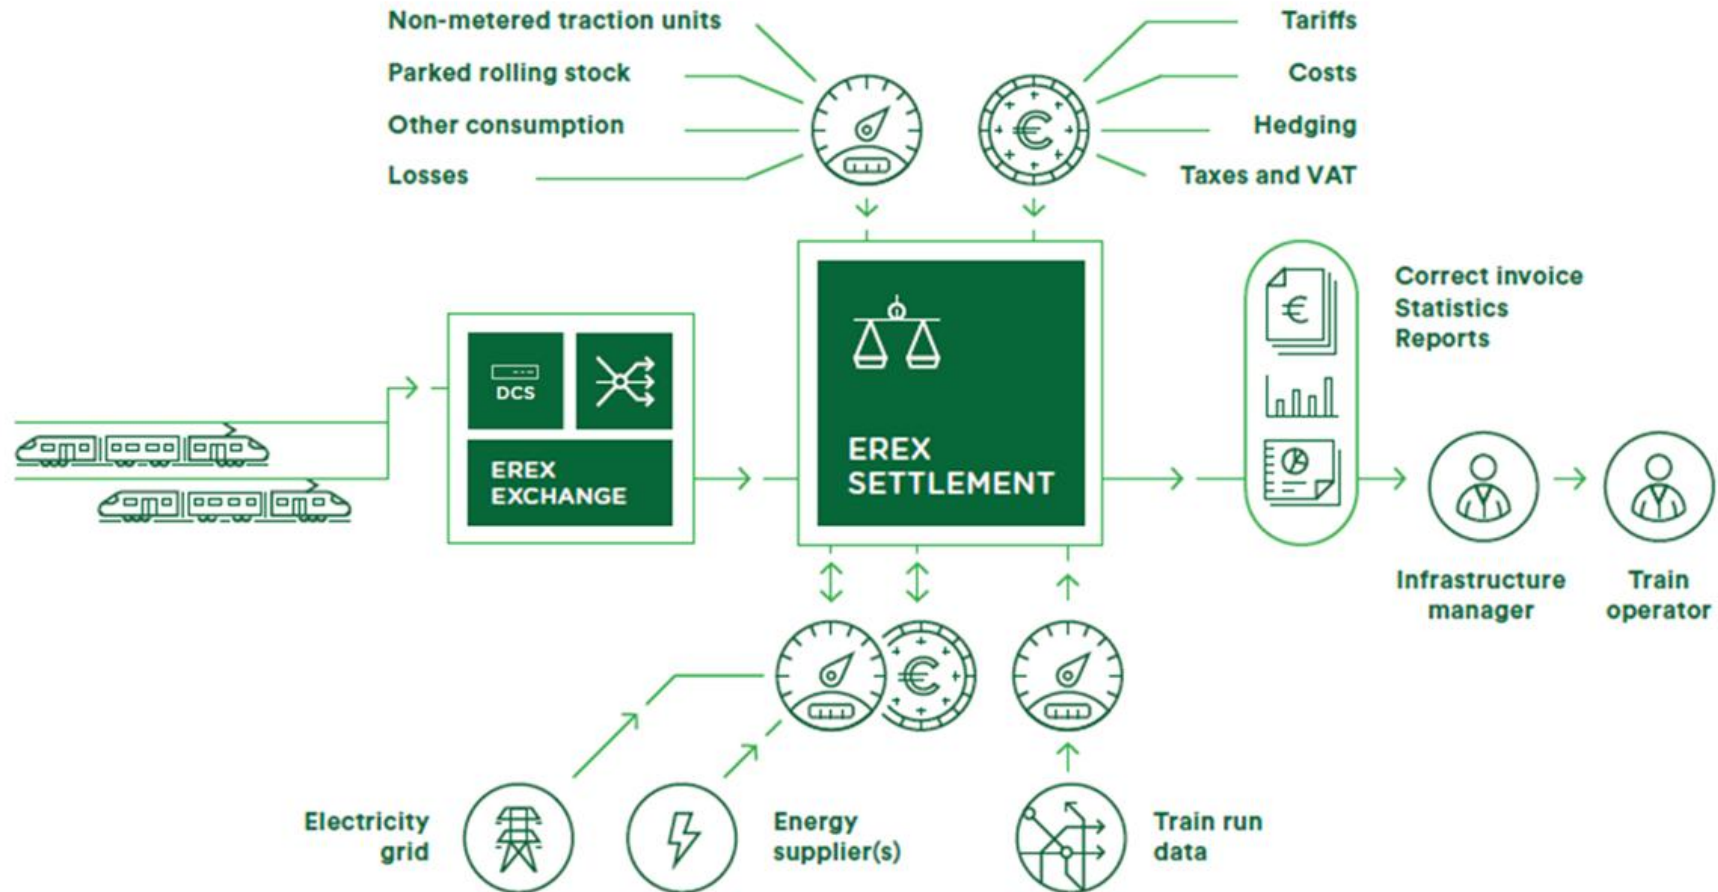 Non-metered traction units
Parked rolling stock
Other consumption
Losses
Tariffs
Costs
Hedging
Taxes and VAT
DCS
EREX
EXCHANGE
EREX
SETTLEMENT
Correct invoice
Statistics
Reports
Infrastructure
manager
Train
operator
Electricity
grid
Energy
supplier(s)
Train run
data